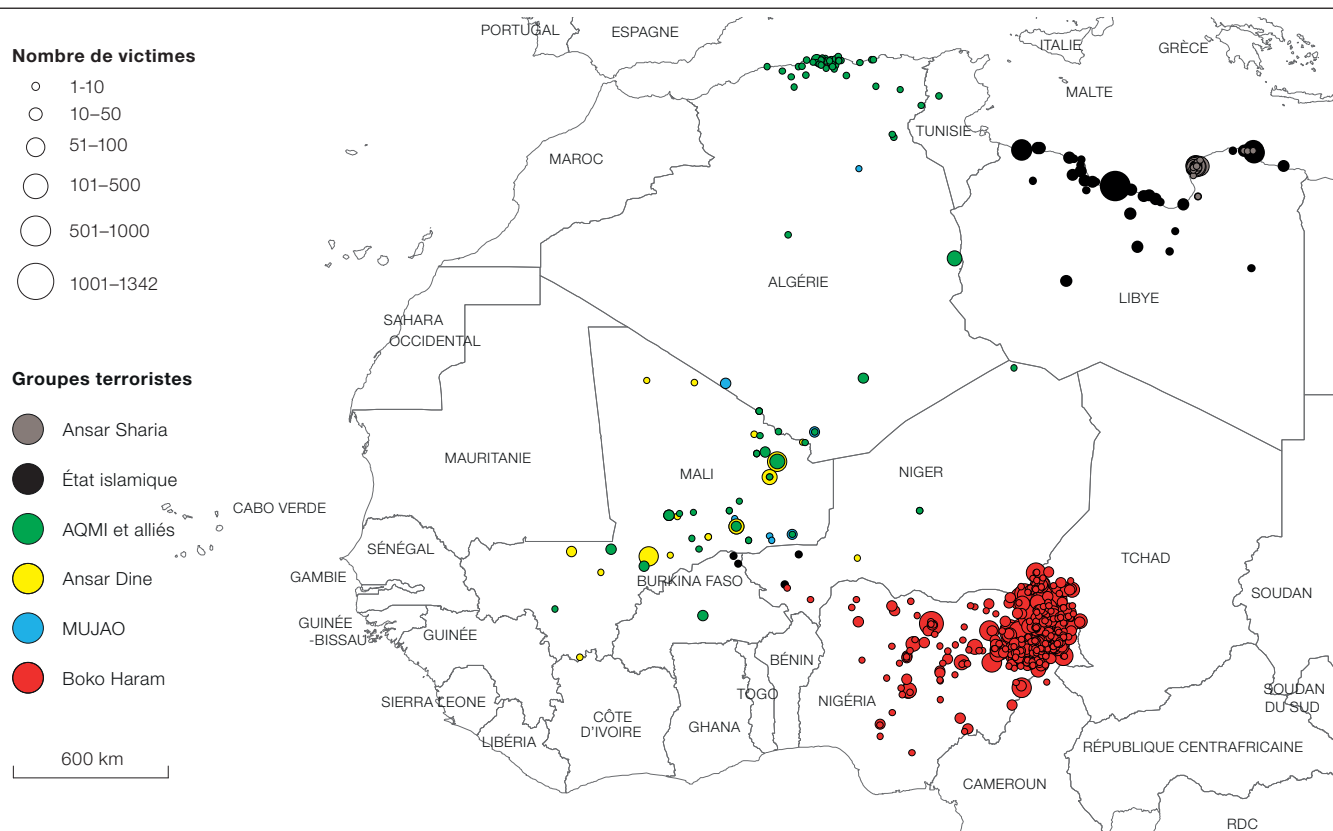 Nombre de victimes
1-10
10–50
51–100
101–500
501–1000
1001–1342
Groupes terroristes
Ansar Sharia
État islamique
AQMI et alliés
Ansar Dine
MUJAO
Boko Haram
600 km
PORTUGAL
ESPAGNE
ITALIE
GRÈCE
MALTE
TUNISIE
MAROC
ALGÉRIE
LIBYE
SAHARA
OCCIDENTAL
MAURITANIE
MALI
NIGER
CABO VERDE
SÉNÉGAL
TCHAD
GAMBIE
BURKINA FASO
SOUDAN
GUINÉE
-BISSAU
GUINÉE
BÉNIN
SIERRA LEONE
TOGO
NIGÉRIA
SOUDAN
DU SUD
CÔTE
D'IVOIRE
GHANA
LIBÉRIA
RÉPUBLIQUE CENTRAFRICAINE
CAMEROUN
RDC